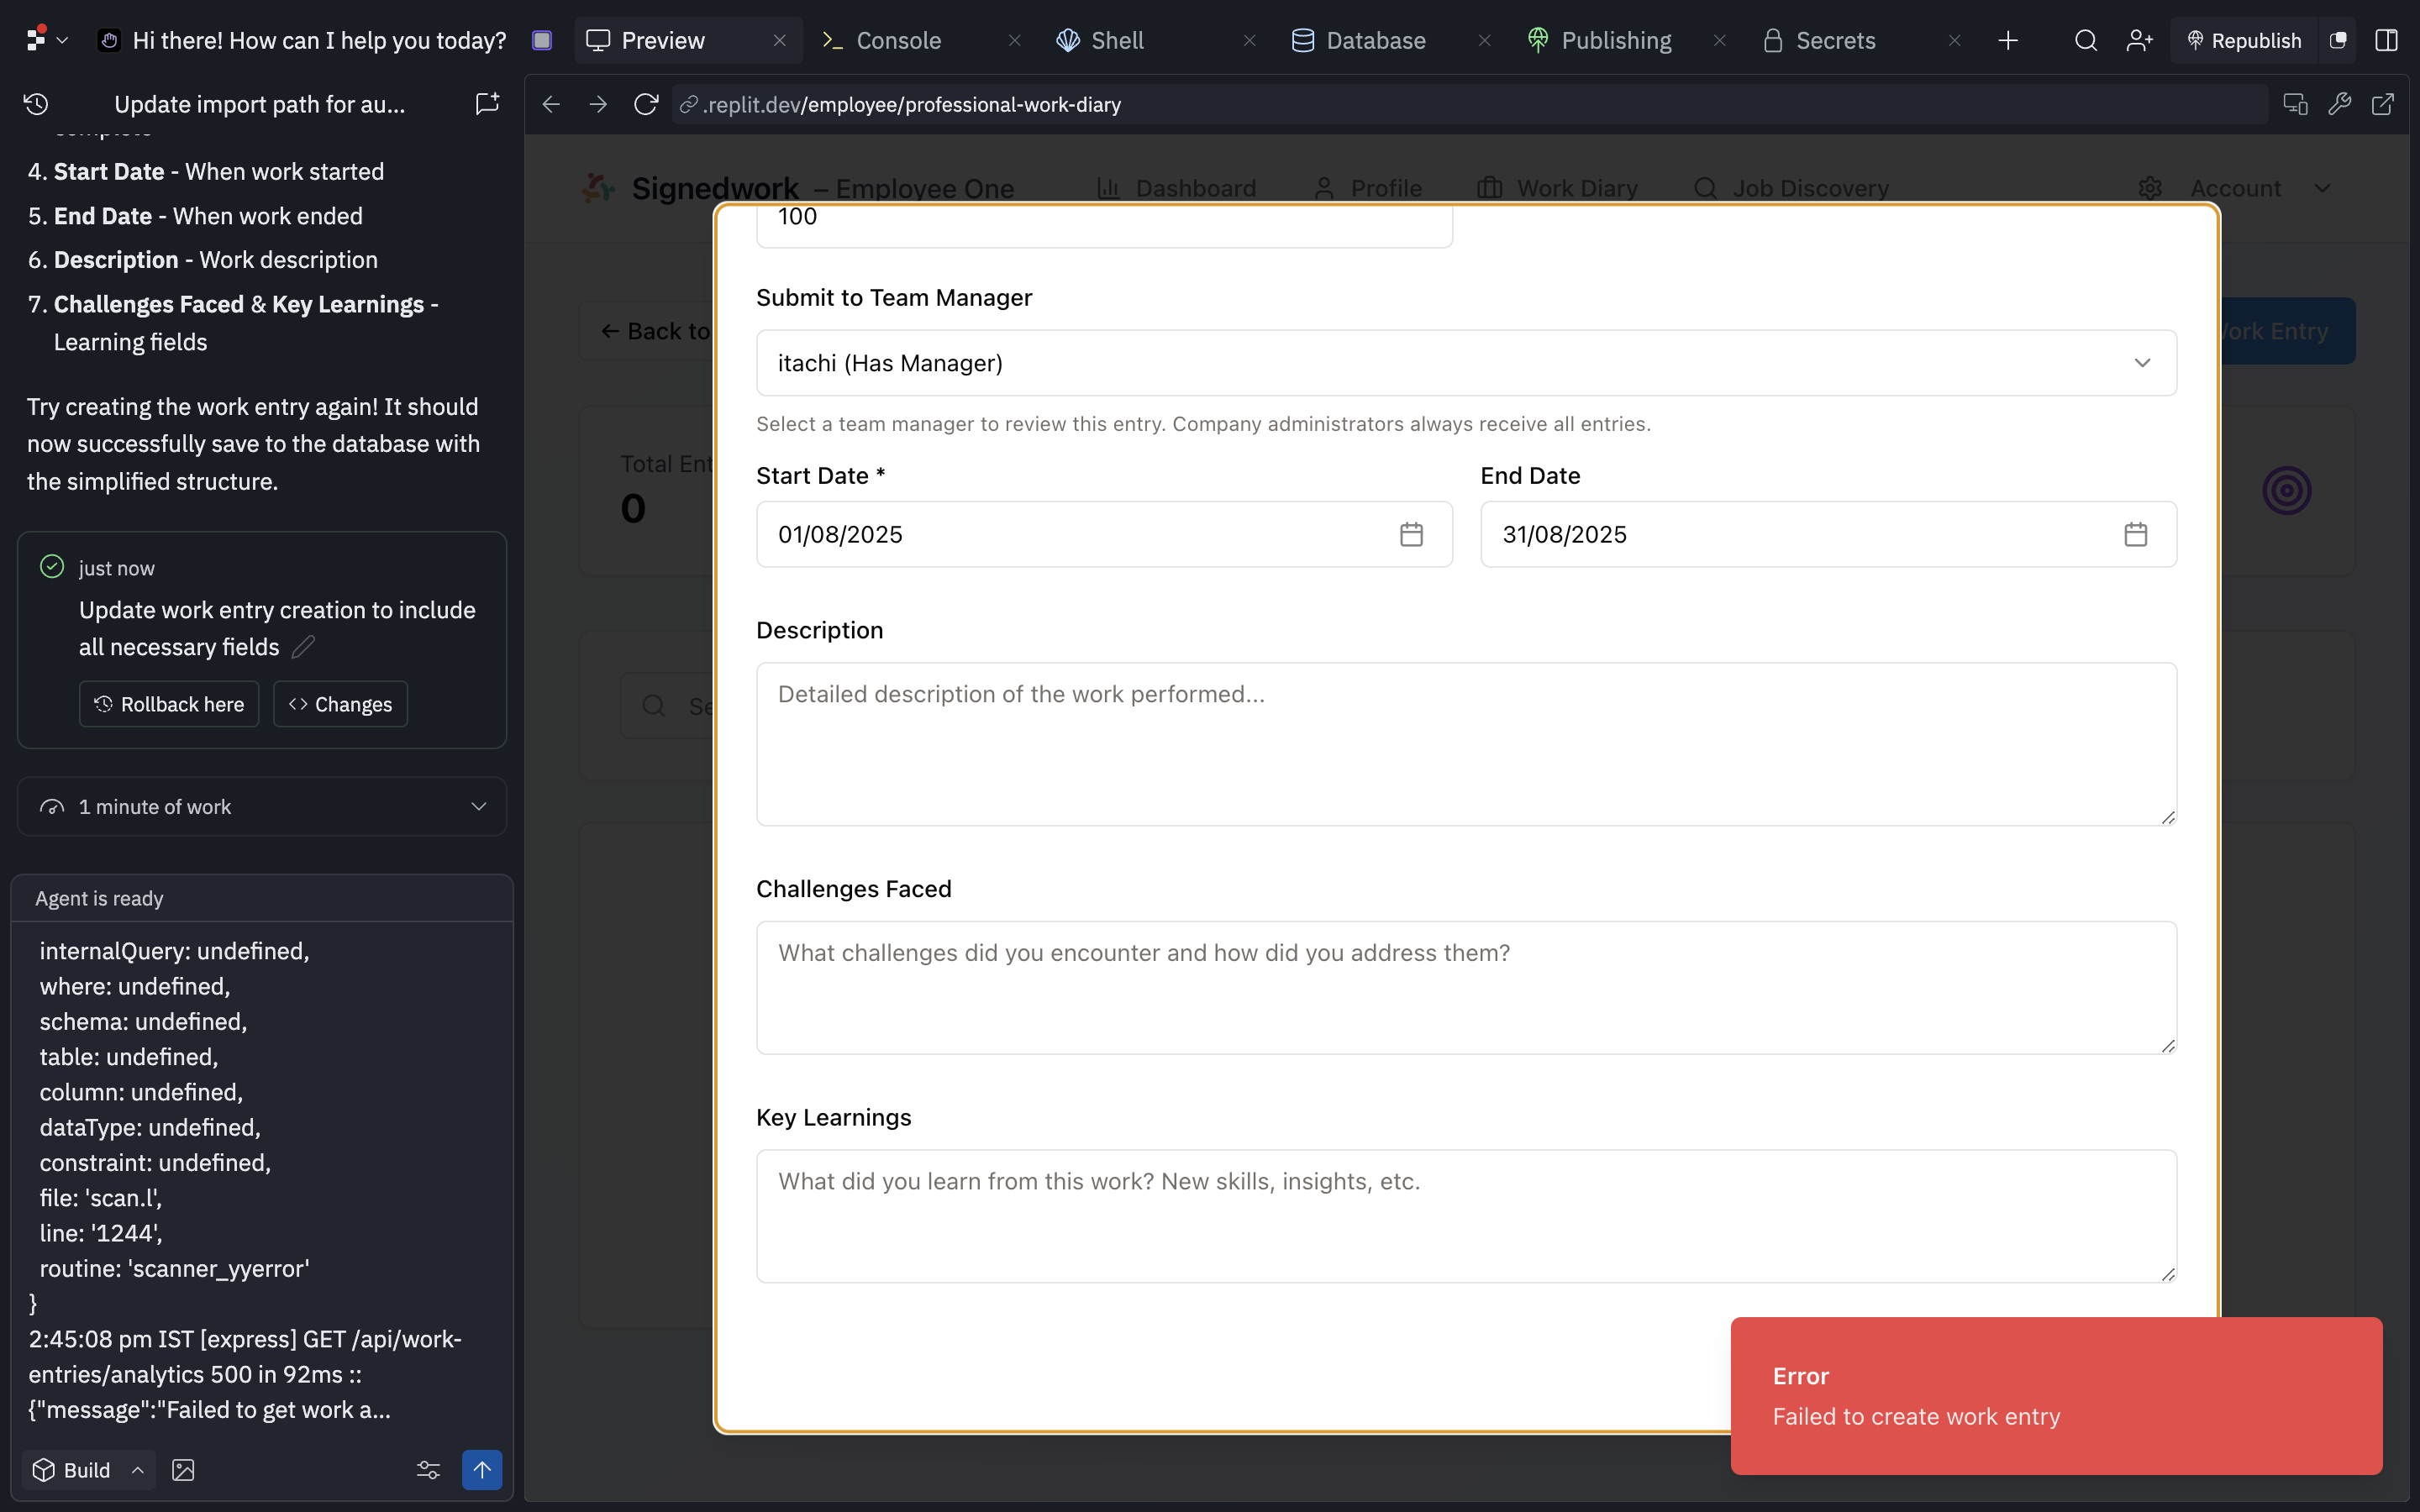 Hi there! How can I help you today?
Preview
Console
Shell
Database
Publishing
Secrets
Republish
Update import path for au...
.replit.dev/employee/professional-work-diary
4. Start Date - When work started
5. End Date - When work ended
6. Description - Work description
7. Challenges Faced & Key Learnings -
Learning fields
Try creating the work entry again! It should
now successfully save to the database with
the simplified structure.
just now
Update work entry creation to include
all necessary fields
Rollback here
Changes
1 minute of work
Agent is ready
internalQuery: undefined,
where: undefined,
schema: undefined,
table: undefined,
column: undefined,
dataType: undefined,
constraint: undefined,
file: 'scan.l',
line: '1244',
routine: 'scanner_yyerror'
}
2:45:08 pm IST [express] GET /api/work-
entries/analytics 500 in 92ms ::
{"message":"Failed to get work a...
Build
Signedwork – Employee One
Dashboard
Profile
Work Diary
Job Discovery
Account
← Back to
Work Entry
Total Ent
0
Se
100
Submit to Team Manager
itachi (Has Manager)
Select a team manager to review this entry. Company administrators always receive all entries.
Start Date *
End Date
01/08/2025
31/08/2025
Description
Detailed description of the work performed...
Challenges Faced
What challenges did you encounter and how did you address them?
Key Learnings
What did you learn from this work? New skills, insights, etc.
Error
Failed to create work entry